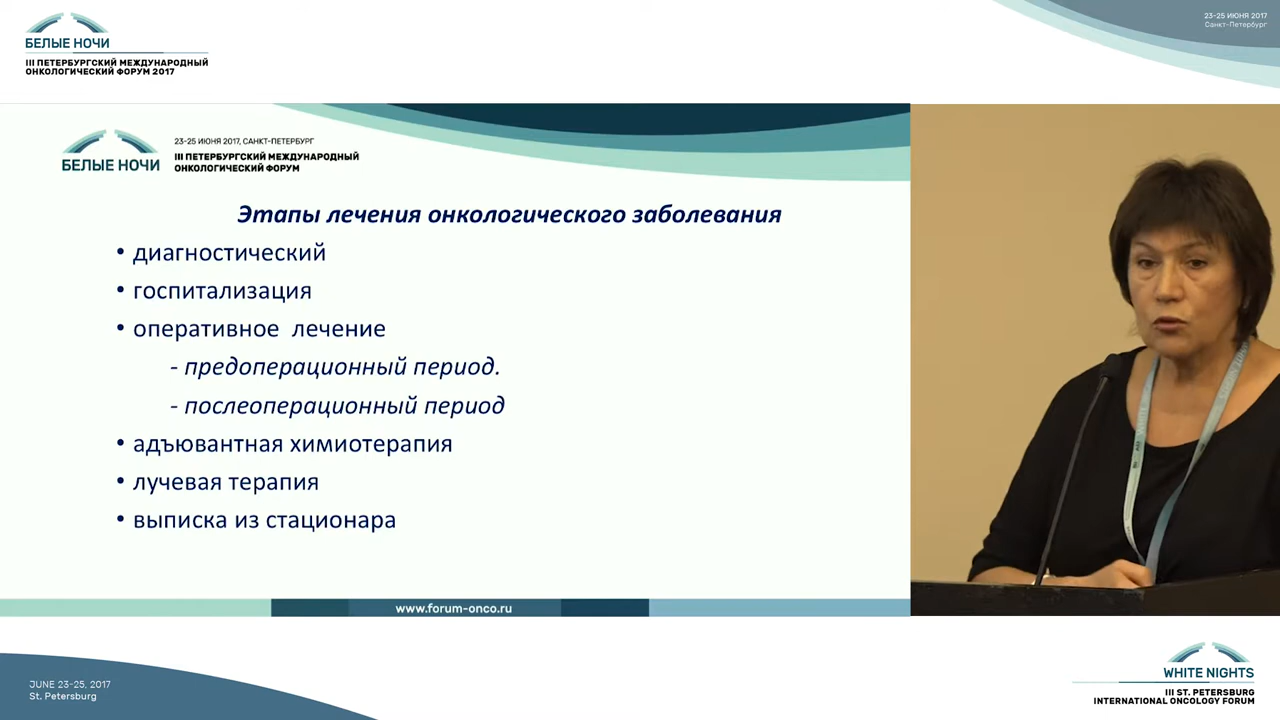 БЕЛЫЕ НОЧИ
III ПЕТЕРБУРГСКИЙ МЕЖДУНАРОДНЫЙ
ОНКОЛОГИЧЕСКИЙ ФОРУМ 2017
23-25 ИЮНЯ 2017
Санкт-Петербург
БЕЛЫЕ НОЧИ
23-25 ИЮНЯ 2017, САНКТ-ПЕТЕРБУРГ
III ПЕТЕРБУРГСКИЙ МЕЖДУНАРОДНЫЙ
ОНКОЛОГИЧЕСКИЙ ФОРУМ
Этапы лечения онкологического заболевания
• диагностический
• госпитализация
• оперативное лечение
- предоперационный период.
- послеоперационный период
• адъювантная химиотерапия
• лучевая терапия
• выписка из стационара
www.forum-onco.ru
JUNE 23-25, 2017
St. Petersburg
WHITE NIGHTS
III ST. PETERSBURG
INTERNATIONAL ONCOLOGY FORUM